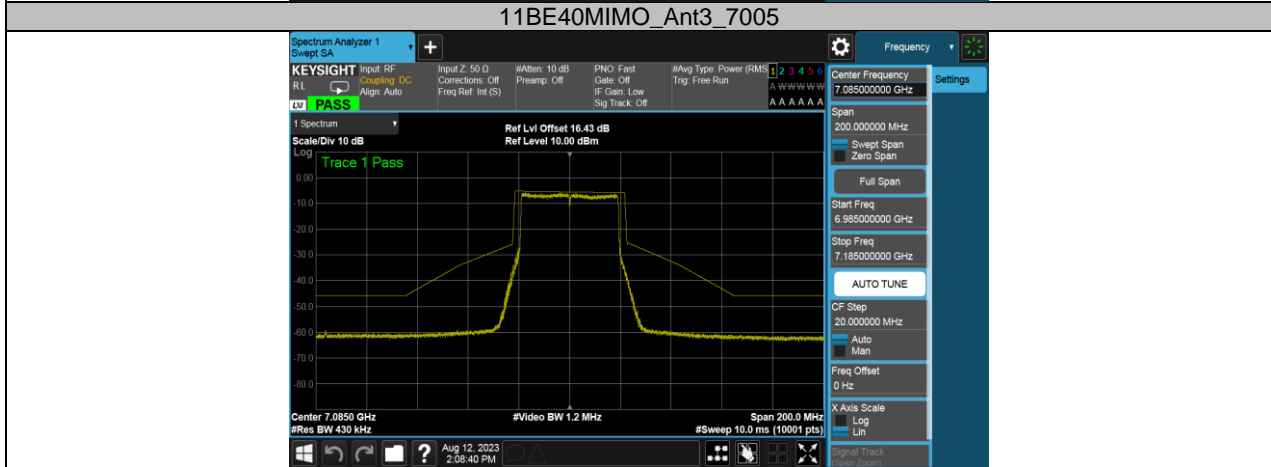 11BE40MIMO_Ant3_7005
Spectrum Analyzer 1
Swept SA
Frequency
KEYSIGHT
RL
PASS
Input: RF
Coupling: DC
Align: Auto
Input Z: 50 Ω
Corrections: Off
Freq Ref: Int (S)
#Atten: 10 dB
Preamp: Off
PNO: Fast
Gate: Off
IF Gain: Low
Sig Track: Off
#Avg Type: Power (RMS
Trig: Free Run
1 2 3 4 5 6
A W W W W W
A A A A A A
Center Frequency
7.085000000 GHz
Settings
Span
200.000000 MHz
Swept Span
Zero Span
Full Span
Start Freq
6.985000000 GHz
Stop Freq
7.185000000 GHz
AUTO TUNE
CF Step
20.000000 MHz
Auto
Man
Freq Offset
0 Hz
X Axis Scale
Log
Lin
Signal Track
(Span Zoom)
1 Spectrum
Scale/Div 10 dB
Ref Lvl Offset 16.43 dB
Ref Level 10.00 dBm
Log
Trace 1 Pass
0.00
-10.0
-20.0
-30.0
-40.0
-50.0
-60.0
-70.0
-80.0
Center 7.0850 GHz
#Video BW 1.2 MHz
Span 200.0 MHz
#Res BW 430 kHz
#Sweep 10.0 ms (10001 pts)
?
Aug 12, 2023
2:08:40 PM